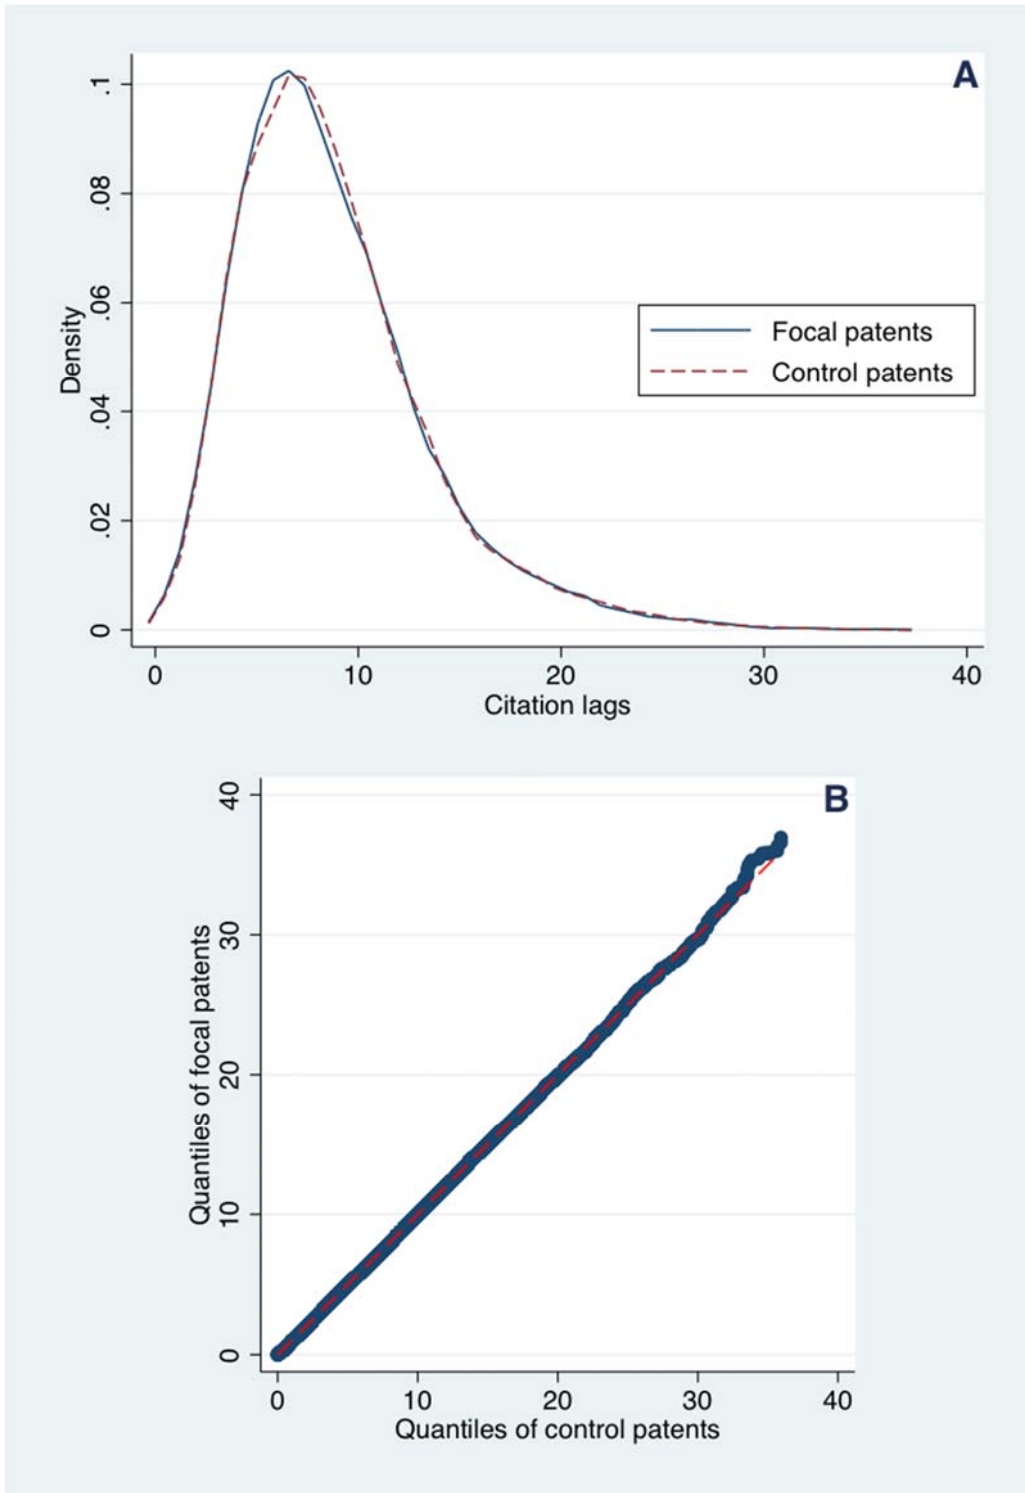 A
.1
.08
.06
.04
.02
0
Density
Focal patents
Control patents
0 10 20 30 40
Citation lags
B
40
30
20
10
0
Quantiles of focal patents
0 10 20 30 40
Quantiles of control patents